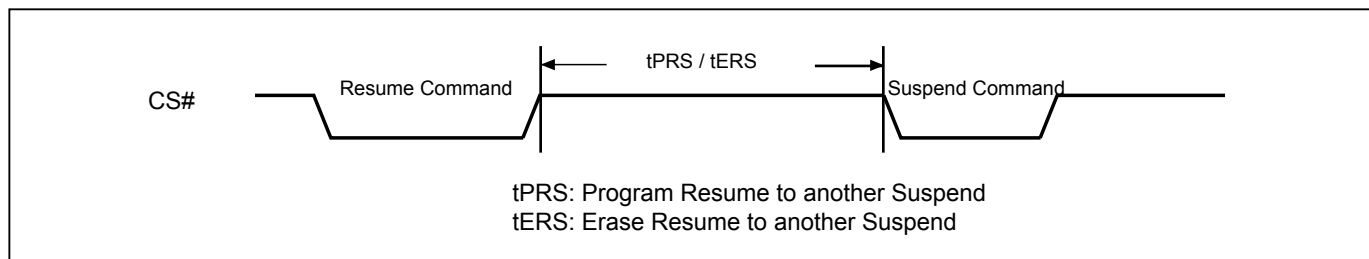 tPRS / tERS
Resume Command
Suspend Command
CS#
tPRS: Program Resume to another Suspend
tERS: Erase Resume to another Suspend